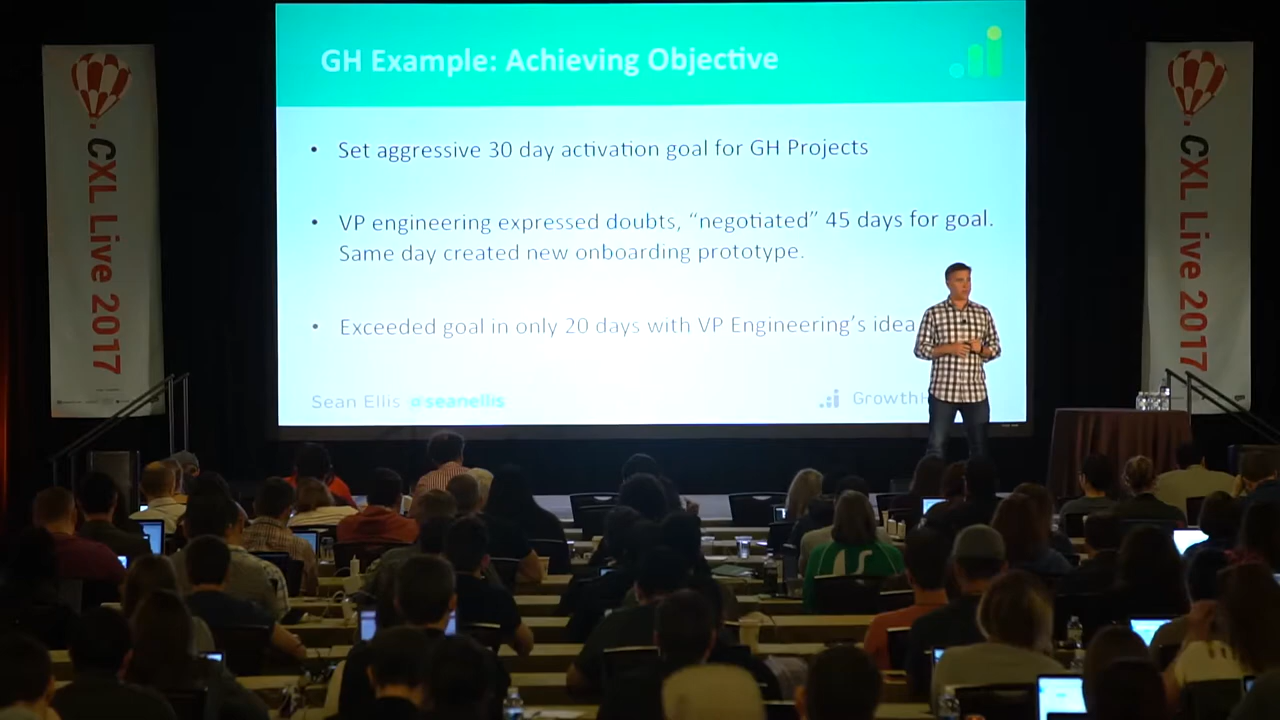 GH Example: Achieving Objective
• Set aggressive 30 day activation goal for GH Projects
• VP engineering expressed doubts, “negotiated” 45 days for goal.
Same day created new onboarding prototype.
• Exceeded goal in only 20 days with VP Engineering’s idea
Sean Ellis @seanellis
GrowthH
CXL Live 2017
CXL Live 2017